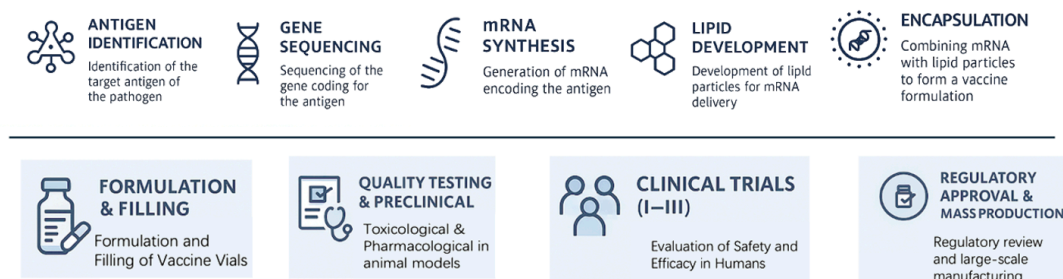 ANTIGEN
IDENTIFICATION
Identification of the
target antigen of
the pathogen
GENE
SEQUENCING
Sequencing of the
gene coding for
the antigen
mRNA
SYNTHESIS
Generation of mRNA
encoding the antigen
LIPID
DEVELOPMENT
Development of lipld
particles for mRNA
delivery
ENCAPSULATION
Combining mRNA
with lipid particles
to form a vaccine
formulation
FORMULATION
& FILLING
Formulation and
Filling of Vaccine Vials
QUALITY TESTING
& PRECLINICAL
Toxicological &
Pharmacological in
animal models
CLINICAL TRIALS
(I–III)
Evaluation of Safety and
Efficacy in Humans
REGULATORY
APPROVAL &
MASS PRODUCTION
Regulatory review
and large-scale
manufacturing